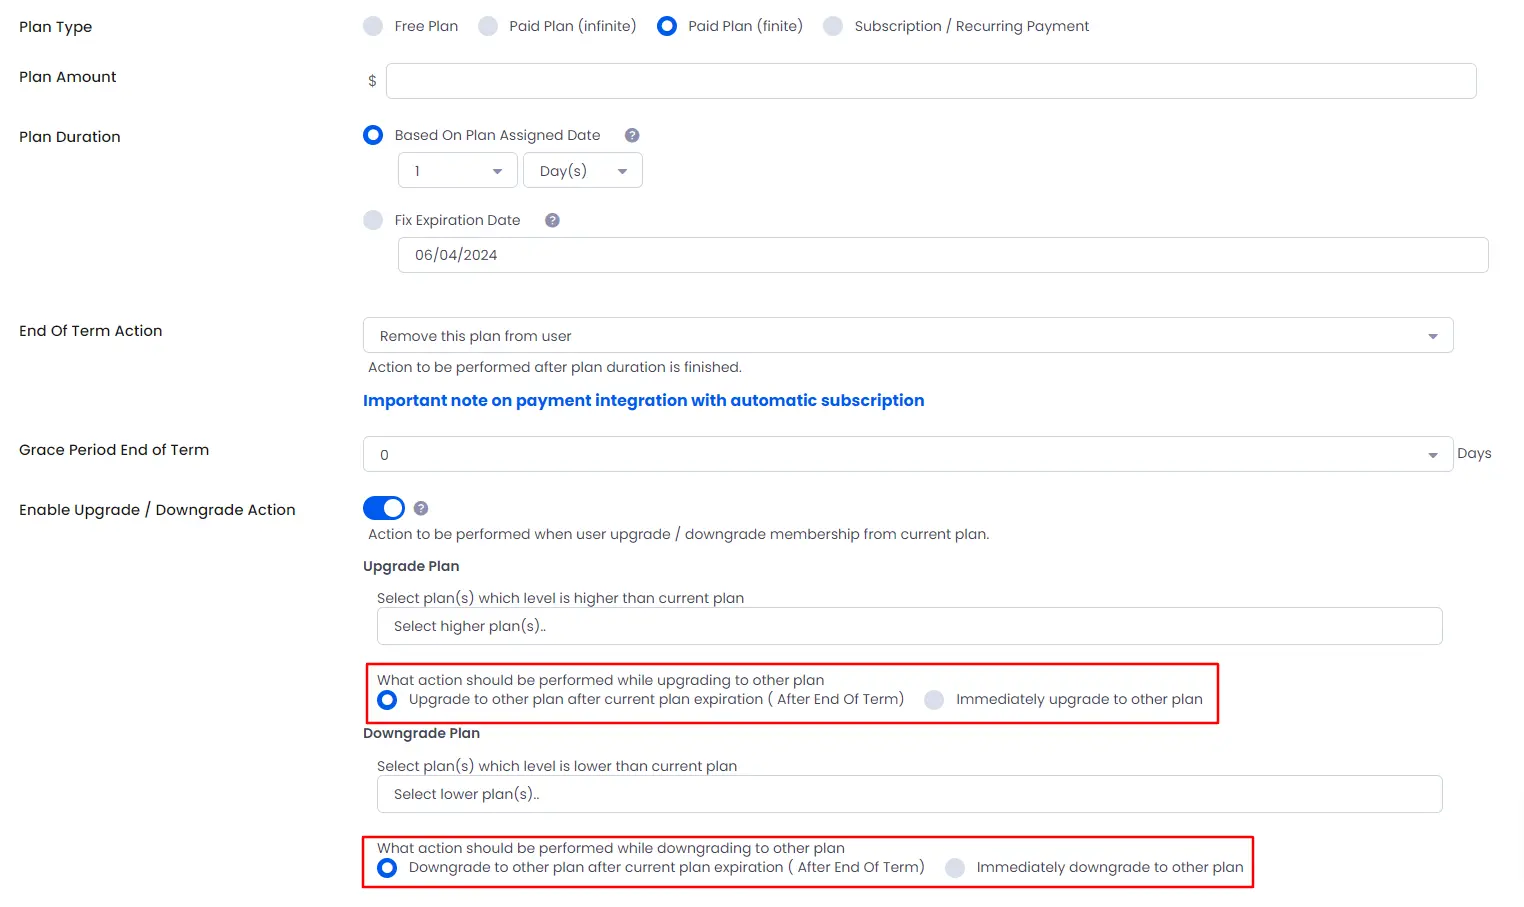 Plan Type Free Plan Paid Plan (infinite) Paid Plan (finite) Subscription / Recurring Payment
Plan Amount $
Plan Duration Based On Plan Assigned Date ?
1 Day(s)
Fix Expiration Date ?
06/04/2024
End Of Term Action Remove this plan from user
Action to be performed after plan duration is finished.
Important note on payment integration with automatic subscription
Grace Period End of Term 0 Days
Enable Upgrade / Downgrade Action ?
Action to be performed when user upgrade / downgrade membership from current plan.
Upgrade Plan
Select plan(s) which level is higher than current plan
Select higher plan(s)..
What action should be performed while upgrading to other plan
Upgrade to other plan after current plan expiration ( After End Of Term) Immediately upgrade to other plan
Downgrade Plan
Select plan(s) which level is lower than current plan
Select lower plan(s)..
What action should be performed while downgrading to other plan
Downgrade to other plan after current plan expiration ( After End Of Term) Immediately downgrade to other plan